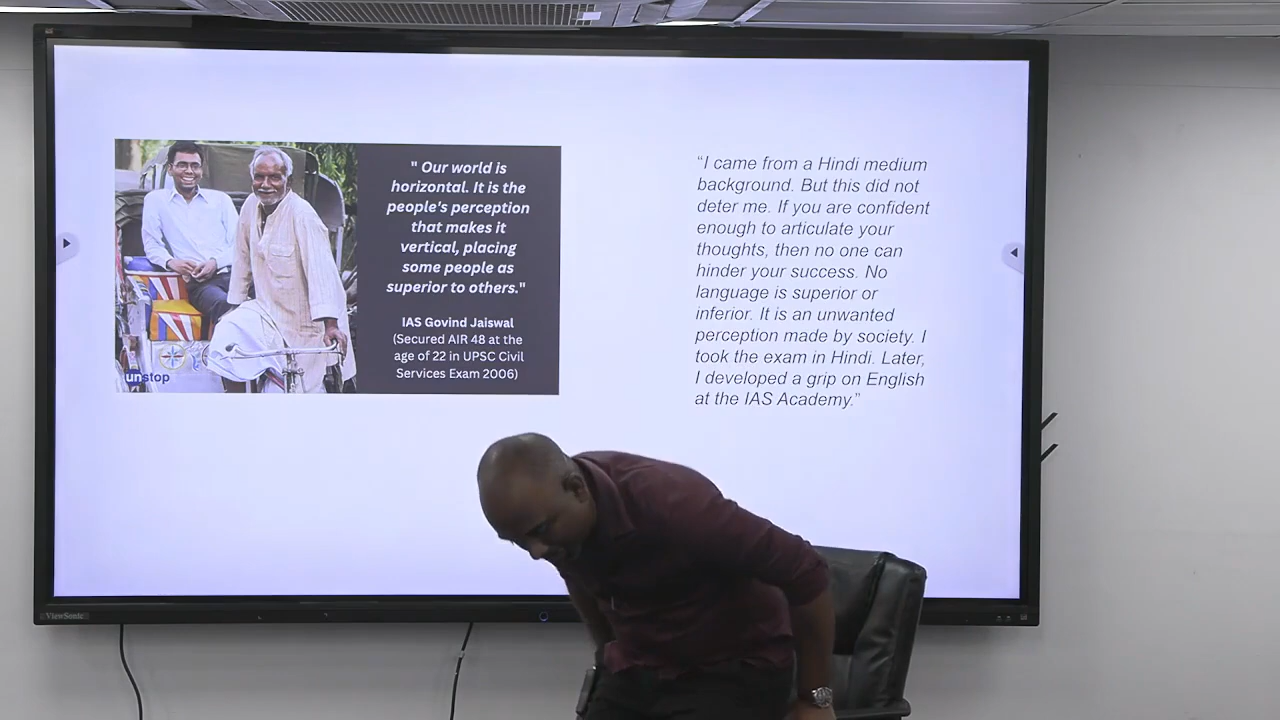 " Our world is
horizontal. It is the
people's perception
that makes it
vertical, placing
some people as
superior to others."
IAS Govind Jaiswal
(Secured AIR 48 at the
age of 22 in UPSC Civil
Services Exam 2006)
unstop
“I came from a Hindi medium
background. But this did not
deter me. If you are confident
enough to articulate your
thoughts, then no one can
hinder your success. No
language is superior or
inferior. It is an unwanted
perception made by society. I
took the exam in Hindi. Later,
I developed a grip on English
at the IAS Academy.”
ViewSonic